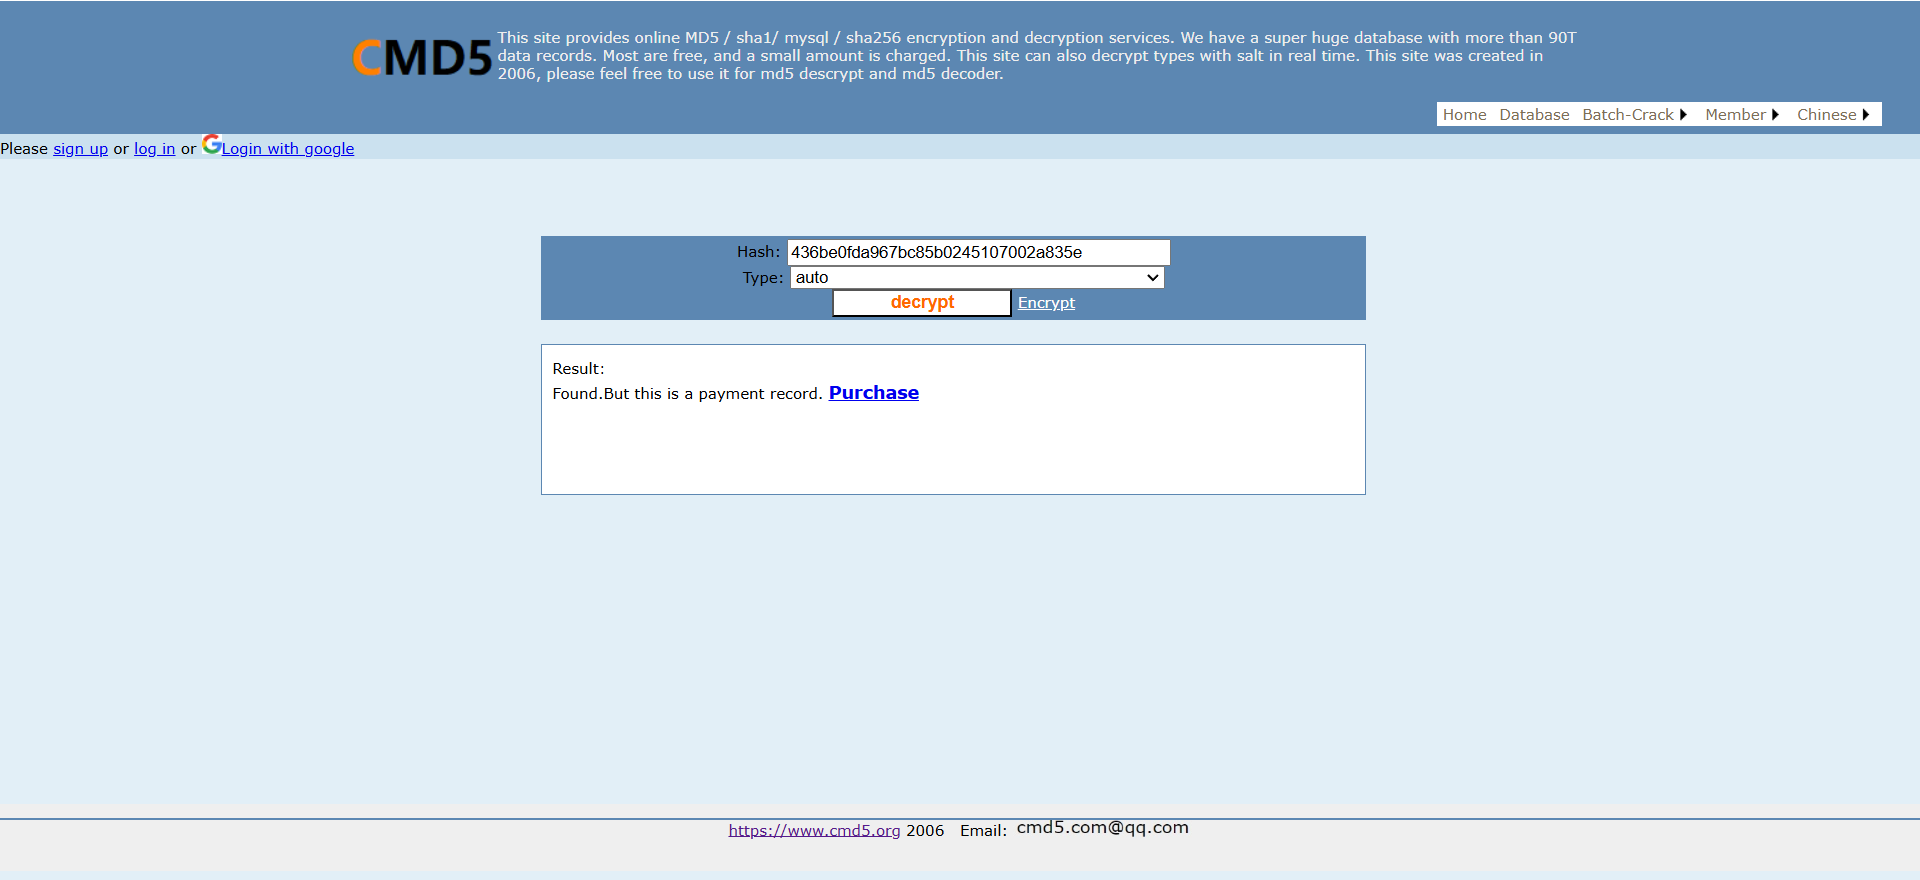 CMD5
This site provides online MD5 / sha1/ mysql / sha256 encryption and decryption services. We have a super huge database with more than 90T
data records. Most are free, and a small amount is charged. This site can also decrypt types with salt in real time. This site was created in
2006, please feel free to use it for md5 descrypt and md5 decoder.
Home Database Batch-Crack Member Chinese
Please sign up or log in or Login with google
Hash: 436be0fda967bc85b0245107002a835e
Type: auto
decrypt Encrypt
Result:
Found.But this is a payment record. Purchase
https://www.cmd5.org 2006 Email: cmd5.com@qq.com